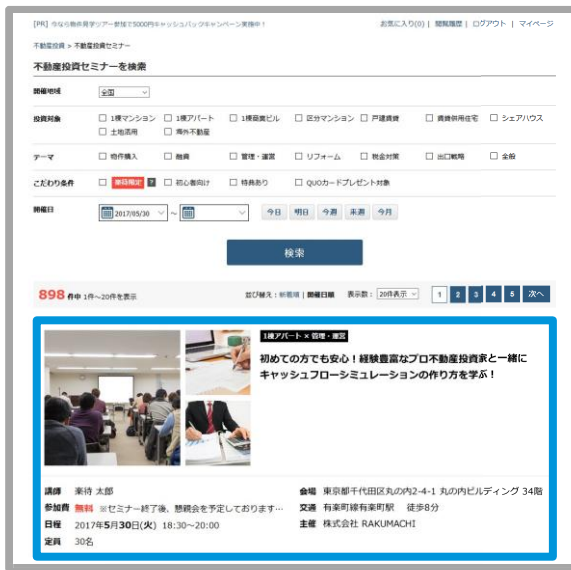 [PR] 今なら物件見学ツアー参加で5000円キャッシュバックキャンペーン実施中！
お気に入り(0) | 閲覧履歴 | ログアウト | マイページ
不動産投資 > 不動産投資セミナー
不動産投資セミナーを検索
開催地域 全国
投資対象 1棟マンション 1棟アパート 1棟商業ビル 区分マンション 戸建賃貸 賃貸併用住宅 シェアハウス
土地活用 海外不動産
テーマ 物件購入 融資 管理・運営 リフォーム 税金対策 出口戦略 全般
こだわり条件 楽待限定 ? 初心者向け 特典あり QUOカードプレゼント対象
開催日 2017/05/30 ～ 今日 明日 今週 来週 今月
検索
898 件中 1件～20件を表示 並び替え：新着順 | 開催日順 表示数： 20件表示 1 2 3 4 5 次へ
1棟アパート × 管理・運営
初めての方でも安心！経験豊富なプロ不動産投資家と一緒に
キャッシュフローシミュレーションの作り方を学ぶ！
講師 楽待 太郎
参加費 無料 ※セミナー終了後、懇親会を予定しております…
日程 2017年5月30日(火) 18:30～20:00
定員 30名
会場 東京都千代田区丸の内2-4-1 丸の内ビルディング 34階
交通 有楽町線有楽町駅 徒歩8分
主催 株式会社 RAKUMACHI